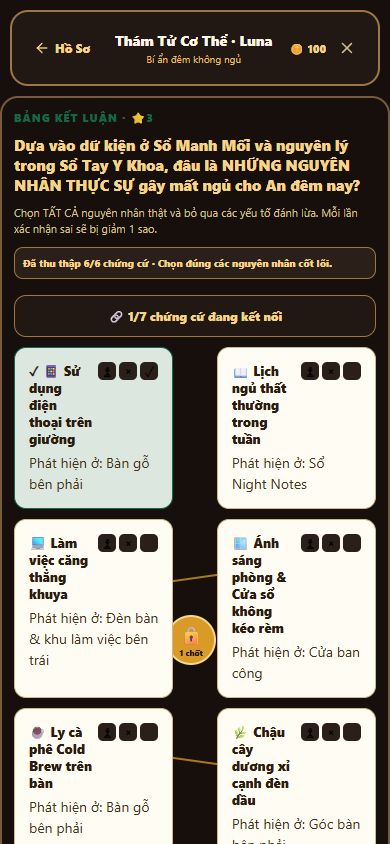 ← Hồ Sơ
Thám Tử Cơ Thể · Luna
Bí ẩn đêm không ngủ
100 ×
BẢNG KẾT LUẬN · ⭐3
Dựa vào dữ kiện ở Sổ Manh Mối và nguyên lý
trong Sổ Tay Y Khoa, đâu là NHỮNG NGUYÊN
NHÂN THỰC SỰ gây mất ngủ cho An đêm nay?
Chọn TẤT CẢ nguyên nhân thật và bỏ qua các yếu tố đánh lừa. Mỗi lần
xác nhận sai sẽ bị giảm 1 sao.
Đã thu thập 6/6 chứng cứ · Chọn đúng các nguyên nhân cốt lõi.
🔗 1/7 chứng cứ đang kết nối
✓ 📱 Sử
dụng
điện
thoại trên
giường
Phát hiện ở: Bàn gỗ
bên phải
📖 Lịch
ngủ thất
thường
trong
tuần
Phát hiện ở: Sổ
Night Notes
💻 Làm
việc căng
thẳng
khuya
Phát hiện ở: Đèn bàn
& khu làm việc bên
trái
🪟 Ánh
sáng
phòng &
Cửa sổ
không
kéo rèm
Phát hiện ở: Cửa ban
công
1 chốt
Ly cà
phê Cold
Brew trên
bàn
Phát hiện ở: Bàn gỗ
bên phải
🌿 Chậu
cây
dương xỉ
cạnh đèn
dầu
Phát hiện ở: Góc bàn
bên phải